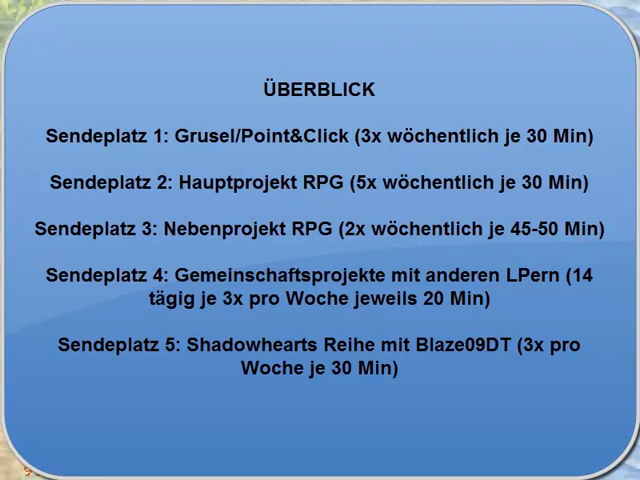 ÜBERBLICK
Sendeplatz 1: Grusel/Point&Click (3x wöchentlich je 30 Min)
Sendeplatz 2: Hauptprojekt RPG (5x wöchentlich je 30 Min)
Sendeplatz 3: Nebenprojekt RPG (2x wöchentlich je 45-50 Min)
Sendeplatz 4: Gemeinschaftsprojekte mit anderen LPern (14
tägig je 3x pro Woche jeweils 20 Min)
Sendeplatz 5: Shadowhearts Reihe mit Blaze09DT (3x pro
Woche je 30 Min)